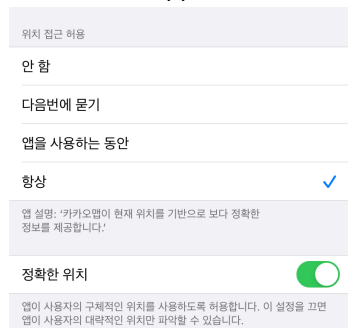 위치 접근 허용
안 함
다음번에 묻기
앱을 사용하는 동안
항상
앱 설명: ‘카카오맵이 현재 위치를 기반으로 보다 정확한
정보를 제공합니다.’
정확한 위치
앱이 사용자의 구체적인 위치를 사용하도록 허용합니다. 이 설정을 끄면
앱이 사용자의 대략적인 위치만 파악할 수 있습니다.